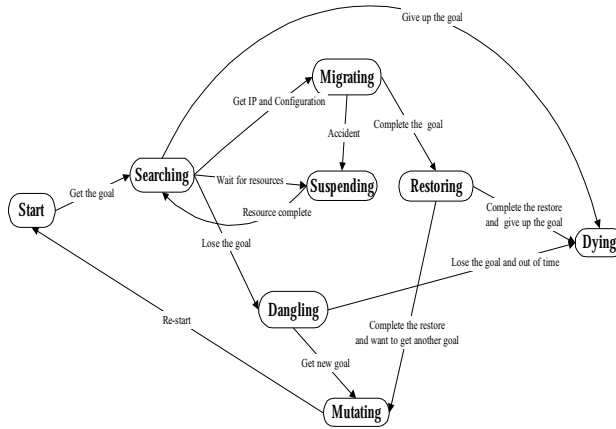 Give up the goal
Migrating
Get IP and Configuration
Accident
Complete the goal
Searching
Wait for resources
Suspending
Restoring
Get the goal
Resource complete
Complete the restore
and give up the goal
Start
Lose the goal
Dying
Lose the goal and out of time
Dangling
Re-start
Complete the restore
and want to get another goal
Get new goal
Mutating